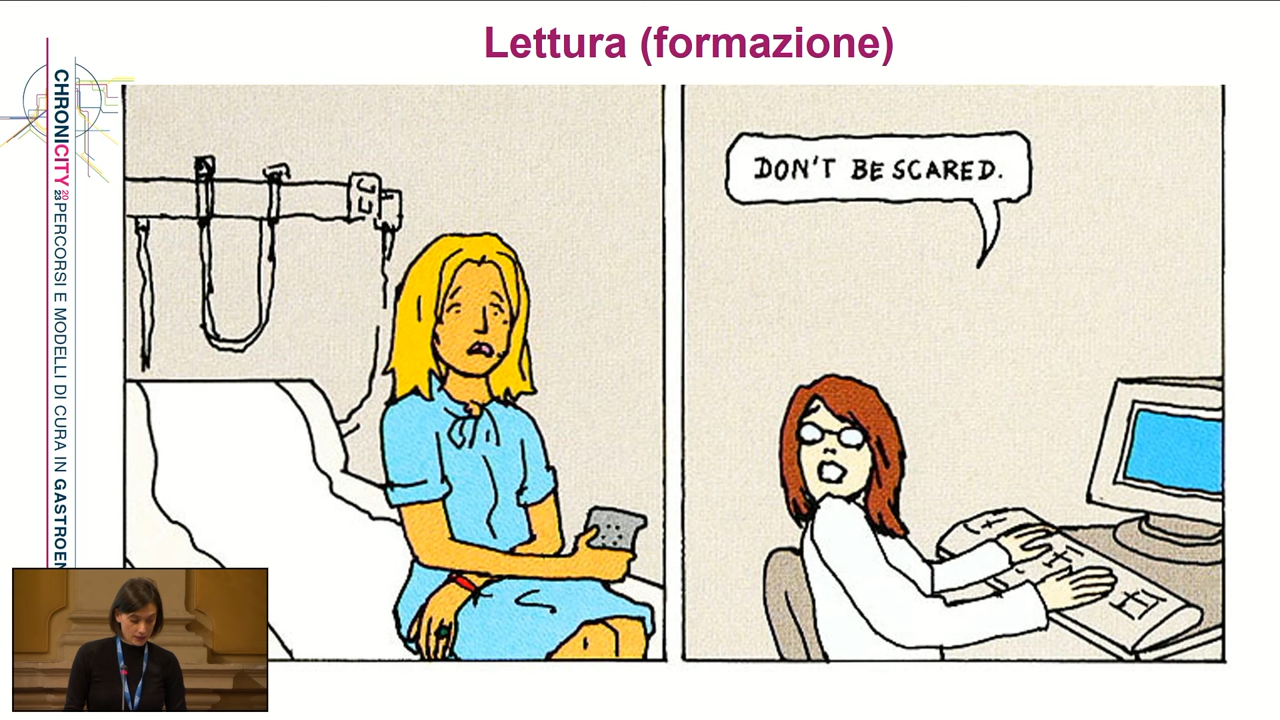 Lettura (formazione)
CHRONICITY 2023 PERCORSI E MODELLI DI CURA IN GASTROEN
DON'T BE SCARED.